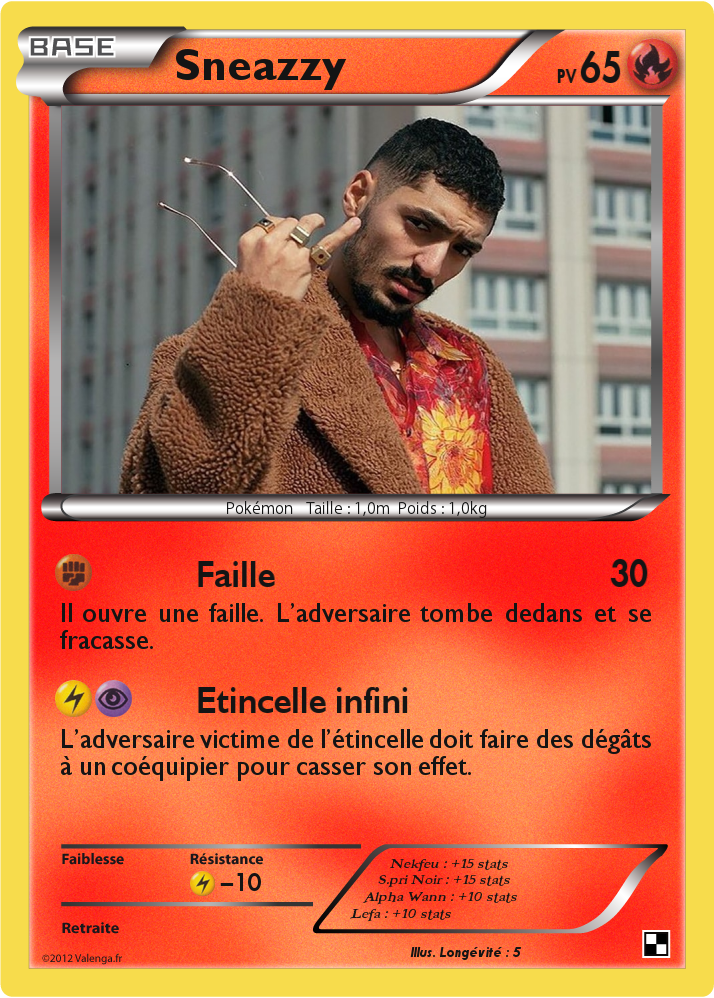 BASE
Sneazzy
PV 65
Pokémon Taille : 1,0m Poids : 1,0kg
Faille 30
Il ouvre une faille. L'adversaire tombe dedans et se
fracasse.
Etincelle infini
L'adversaire victime de l'étincelle doit faire des dégâts
à un coéquipier pour casser son effet.
Faiblesse
Résistance
–10
Retraite
Nekfeu : +15 stats
S.pri Noir : +15 stats
Alpha Wann : +10 stats
Lefa : +10 stats
Illus. Longévité : 5
©2012 Valenga.fr